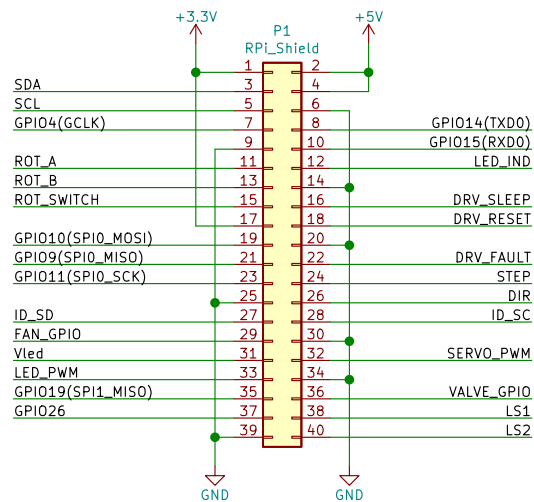 +3.3V
+5V
P1
RPi_Shield
1 2
SDA 3 4
SCL 5 6
GPIO4(GCLK) 7 8 GPIO14(TXD0)
9 10 GPIO15(RXD0)
ROT_A 11 12 LED_IND
ROT_B 13 14
ROT_SWITCH 15 16 DRV_SLEEP
17 18 DRV_RESET
GPIO10(SPI0_MOSI) 19 20
GPIO9(SPI0_MISO) 21 22 DRV_FAULT
GPIO11(SPI0_SCK) 23 24 STEP
25 26 DIR
ID_SD 27 28 ID_SC
FAN_GPIO 29 30
Vled 31 32 SERVO_PWM
LED_PWM 33 34
GPIO19(SPI1_MISO) 35 36 VALVE_GPIO
GPIO26 37 38 LS1
39 40 LS2
GND GND